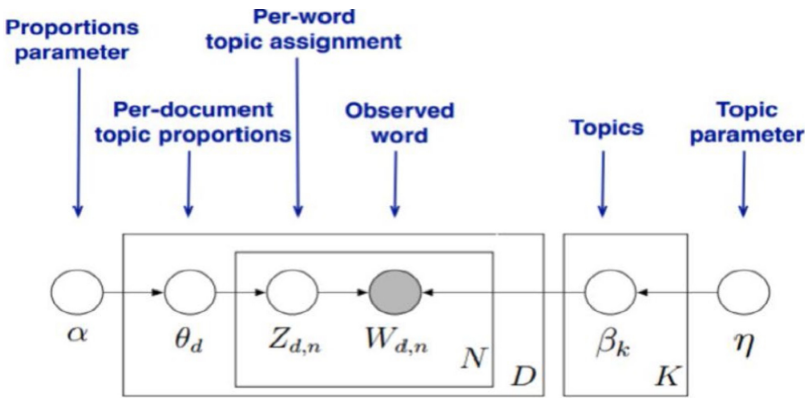 Proportions
parameter
Per-word
topic assignment
Per-document
topic proportions
Observed
word
Topics
Topic
parameter
α
θd
Zd,n
Wd,n
N
D
βk
K
η